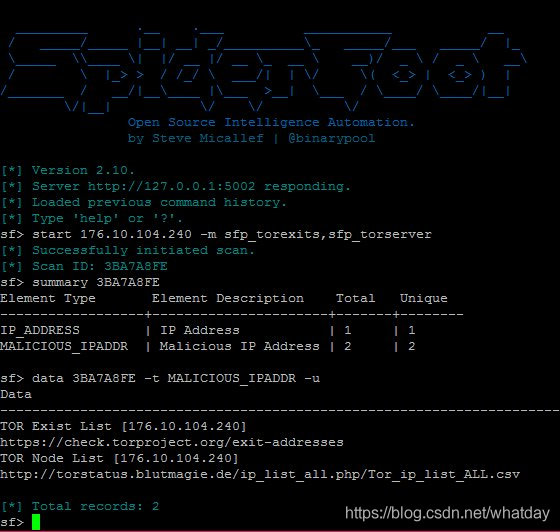 SpiderFoot
Open Source Intelligence Automation.
by Steve Micallef | @binarypool
[*] Version 2.10.
[*] Server http://127.0.0.1:5002 responding.
[*] Loaded previous command history.
[*] Type 'help' or '?'.
sf> start 176.10.104.240 -m sfp_torexits,sfp_torserver
[*] Successfully initiated scan.
[*] Scan ID: 3BA7A8FE
sf> summary 3BA7A8FE
Element Type | Element Description | Total | Unique
------------------+----------------------+-------+--------
IP_ADDRESS | IP Address | 1 | 1
MALICIOUS_IPADDR | Malicious IP Address | 2 | 2
sf> data 3BA7A8FE -t MALICIOUS_IPADDR -u
Data
----------------------------------------------------------------------
TOR Exist List [176.10.104.240]
https://check.torproject.org/exit-addresses
TOR Node List [176.10.104.240]
http://torstatus.blutmagie.de/ip_list_all.php/Tor_ip_list_ALL.csv
[*] Total records: 2
https://blog.csdn.net/whatday
sf>